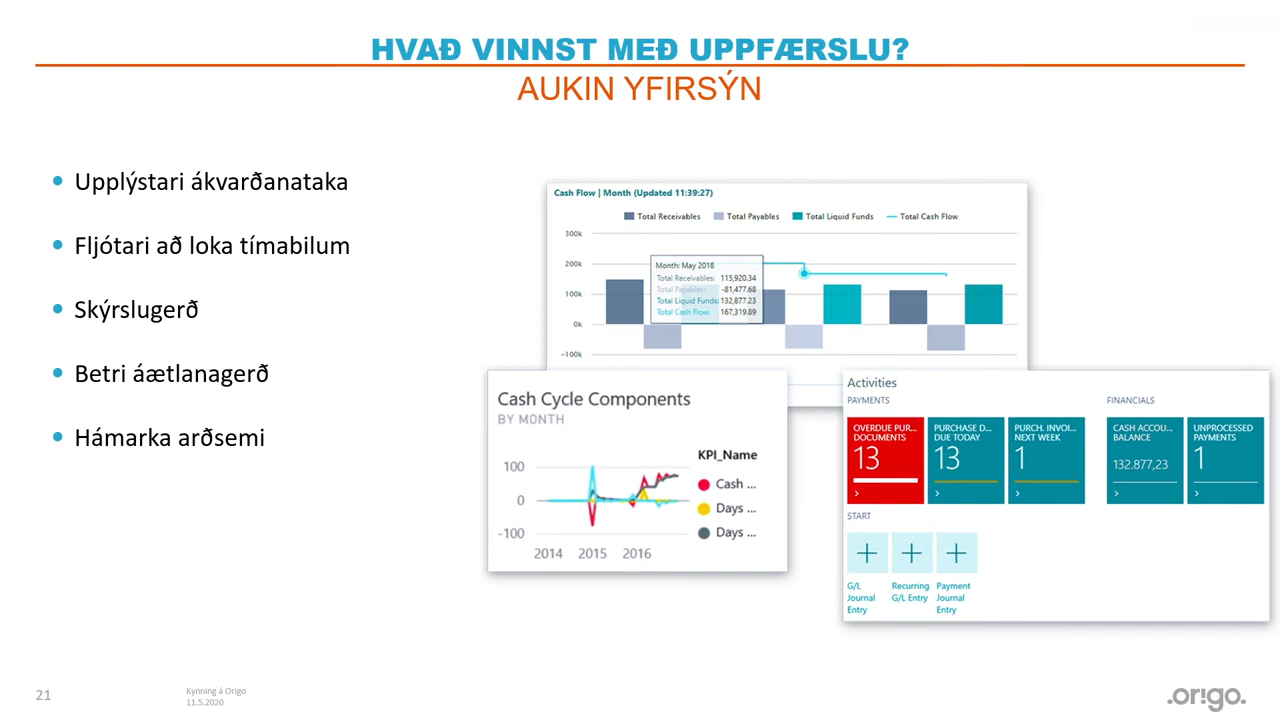 HVAÐ VINNST MEÐ UPPFÆRSLU?
AUKIN YFIRSÝN
• Upplýstari ákvarðanataka
• Fljótari að loka tímabilum
• Skýrslugerð
• Betri áætlanagerð
• Hámarka arðsemi
Cash Flow | Month (Updated 11:39:27)
Total Receivables Total Payables Total Liquid Funds Total Cash Flow
300k
200k
100k
0k
-100k
Month: May 2018
Total Receivables: 115,920.34
Total Payables: -81,477.68
Total Liquid Funds: 132,877.23
Total Cash Flow: 167,319.89
Cash Cycle Components
BY MONTH
KPI_Name
Cash ...
Days ...
Days ...
100
0
-100
2014 2015 2016
Activities
PAYMENTS
OVERDUE PUR...
DOCUMENTS
13
PURCHASE D...
DUE TODAY
13
PURCH. INVOI...
NEXT WEEK
1
FINANCIALS
CASH ACCOU...
BALANCE
132.877,23
UNPROCESSED
PAYMENTS
1
START
G/L
Journal
Entry
Recurring
G/L Entry
Payment
Journal
Entry
21
Kynning á Origo
11.5.2020
.or!go.